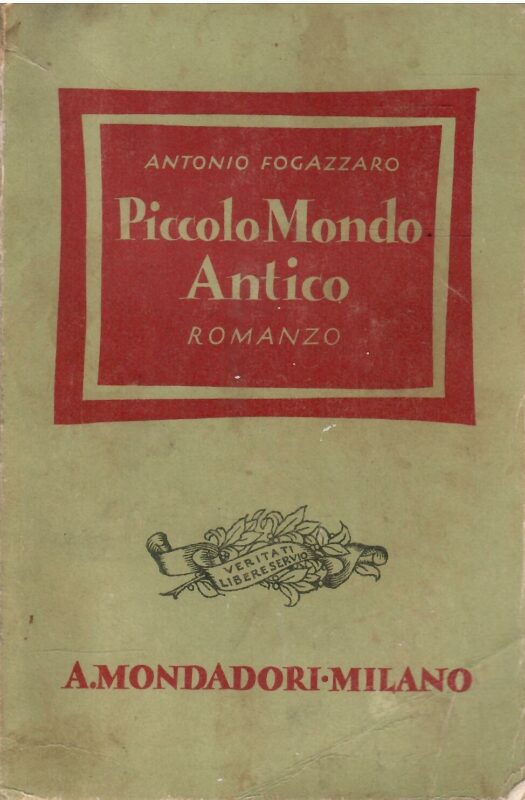 ANTONIO FOGAZZARO
Piccolo Mondo
Antico
ROMANZO
VERITATI
LIBERE SERVIO
A.MONDADORI·MILANO